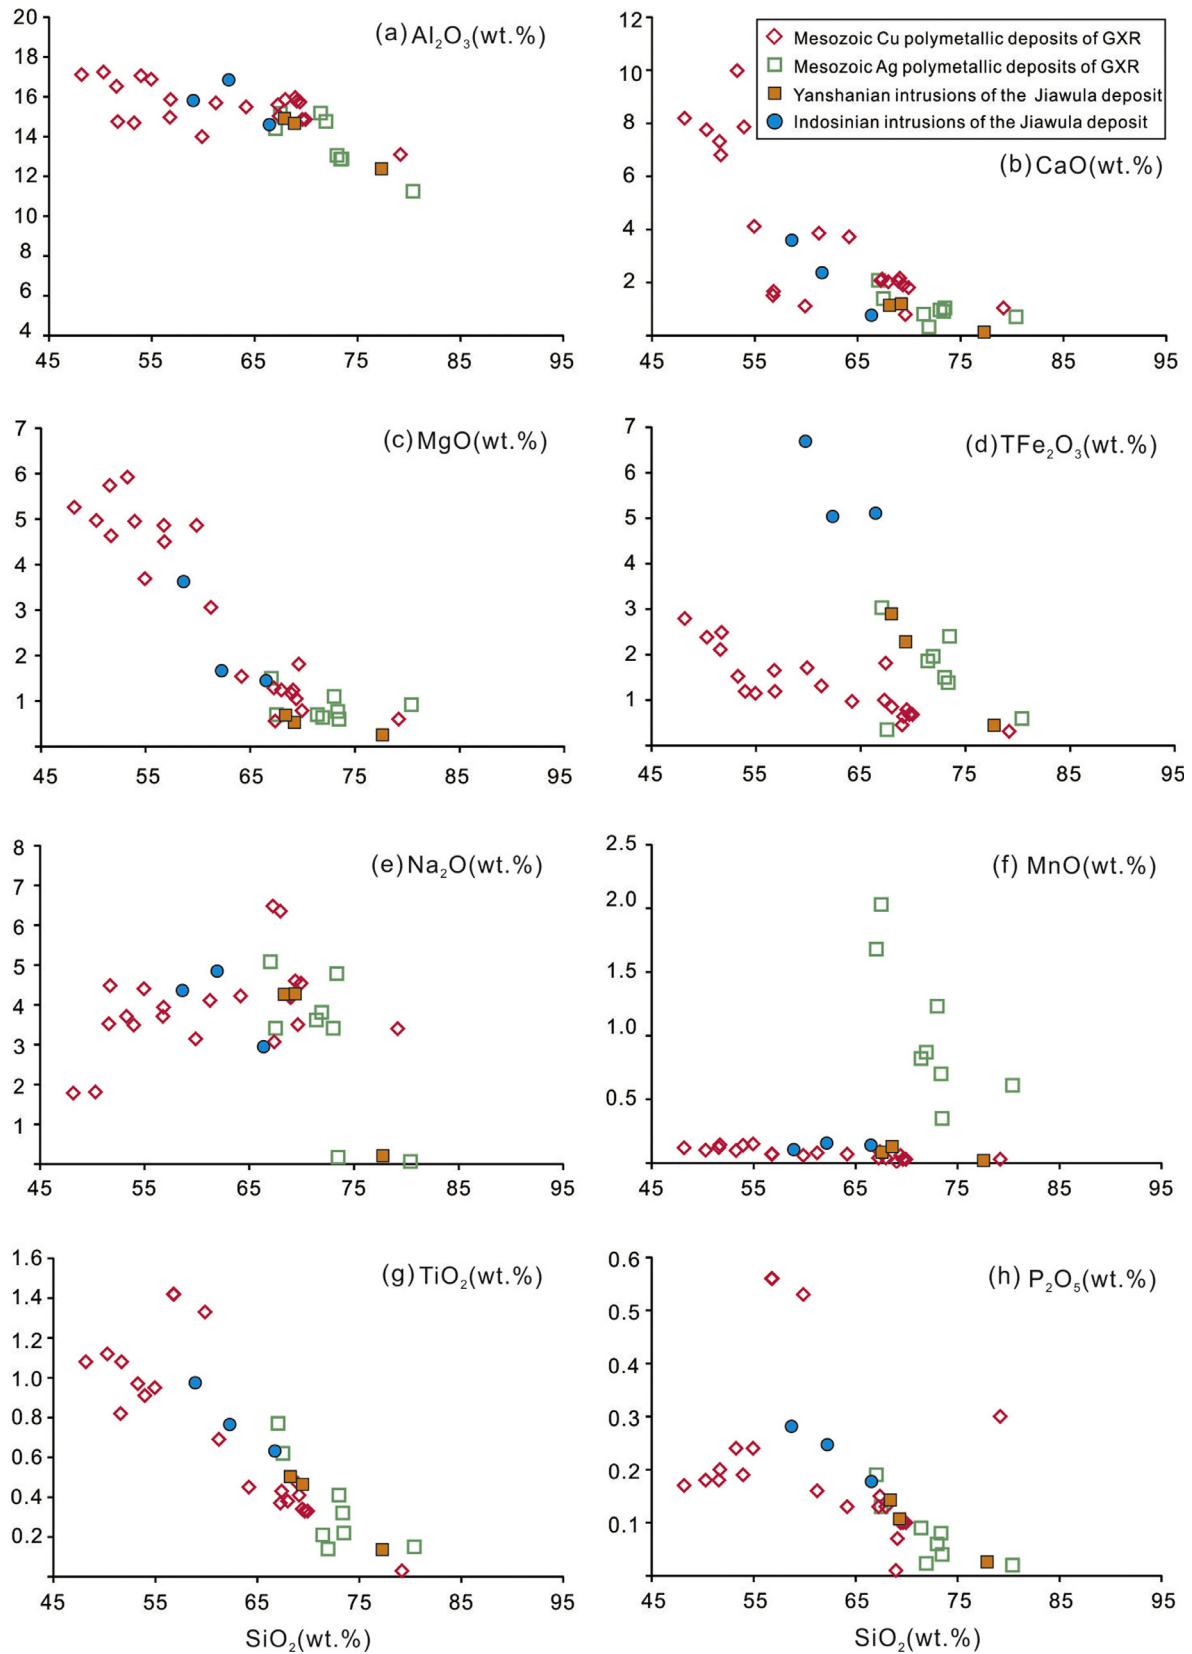 (a) Al₂O₃(wt.%)
20
18
16
14
12
10
8
6
4
45 55 65 75 85 95
Mesozoic Cu polymetallic deposits of GXR
Mesozoic Ag polymetallic deposits of GXR
Yanshanian intrusions of the Jiawula deposit
Indosinian intrusions of the Jiawula deposit
(b) CaO(wt.%)
12
10
8
6
4
2
45 55 65 75 85 95
(c) MgO(wt.%)
7
6
5
4
3
2
1
45 55 65 75 85 95
(d) TFe₂O₃(wt.%)
7
6
5
4
3
2
1
45 55 65 75 85 95
(e) Na₂O(wt.%)
8
7
6
5
4
3
2
1
45 55 65 75 85 95
(f) MnO(wt.%)
2.5
2.0
1.5
1.0
0.5
45 55 65 75 85 95
(g) TiO₂(wt.%)
1.6
1.4
1.2
1.0
0.8
0.6
0.4
0.2
45 55 65 75 85 95
SiO₂(wt.%)
(h) P₂O₅(wt.%)
0.6
0.5
0.4
0.3
0.2
0.1
45 55 65 75 85 95
SiO₂(wt.%)